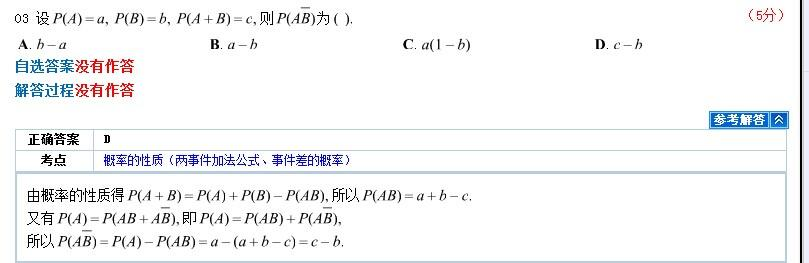 03 设 P(A) = a, P(B) = b, P(A + B) = c, 则 P(AB̅) 为 ( ). （5分）
A. b − a B. a − b C. a(1 − b) D. c − b
自选答案没有作答
解答过程没有作答
参考解答
正确答案 D
考点 概率的性质（两事件加法公式、事件差的概率）
由概率的性质得 P(A + B) = P(A) + P(B) − P(AB), 所以 P(AB) = a + b − c.
又有 P(A) = P(AB + AB̅), 即 P(A) = P(AB) + P(AB̅),
所以 P(AB̅) = P(A) − P(AB) = a − (a + b − c) = c − b.